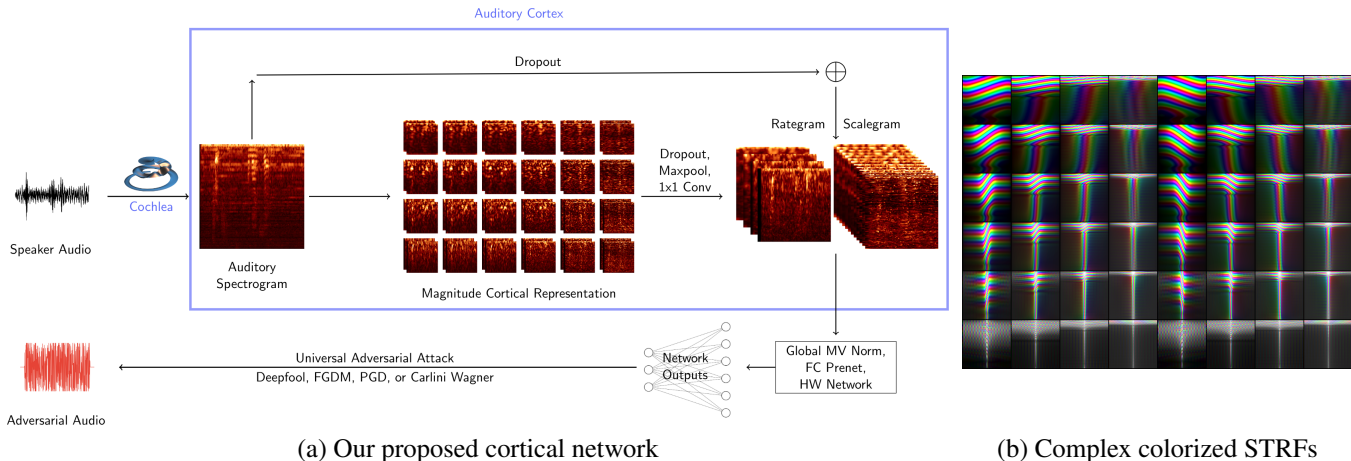 Auditory Cortex
Dropout
Rategram
Scalegram
Dropout,
Maxpool,
1x1 Conv
Cochlea
Speaker Audio
Auditory
Spectrogram
Magnitude Cortical Representation
Universal Adversarial Attack
Deepfool, FGDM, PGD, or Carlini Wagner
Network
Outputs
Global MV Norm,
FC Prenet,
HW Network
Adversarial Audio
(a) Our proposed cortical network
(b) Complex colorized STRFs